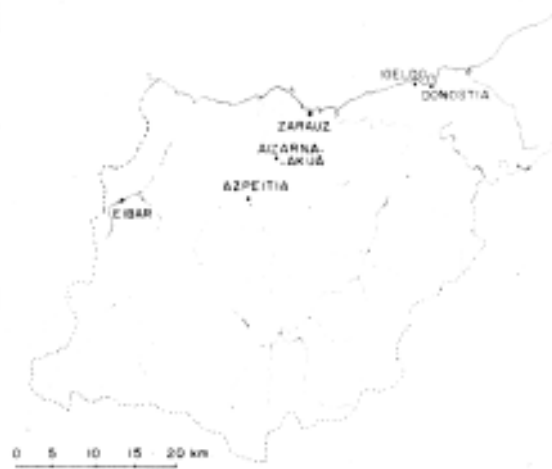 IGELDO
DONOSTIA
ZARAUZ
AIZARNA-
AKUA
AZPEITIA
EIBAR
0 5 10 15 20 km